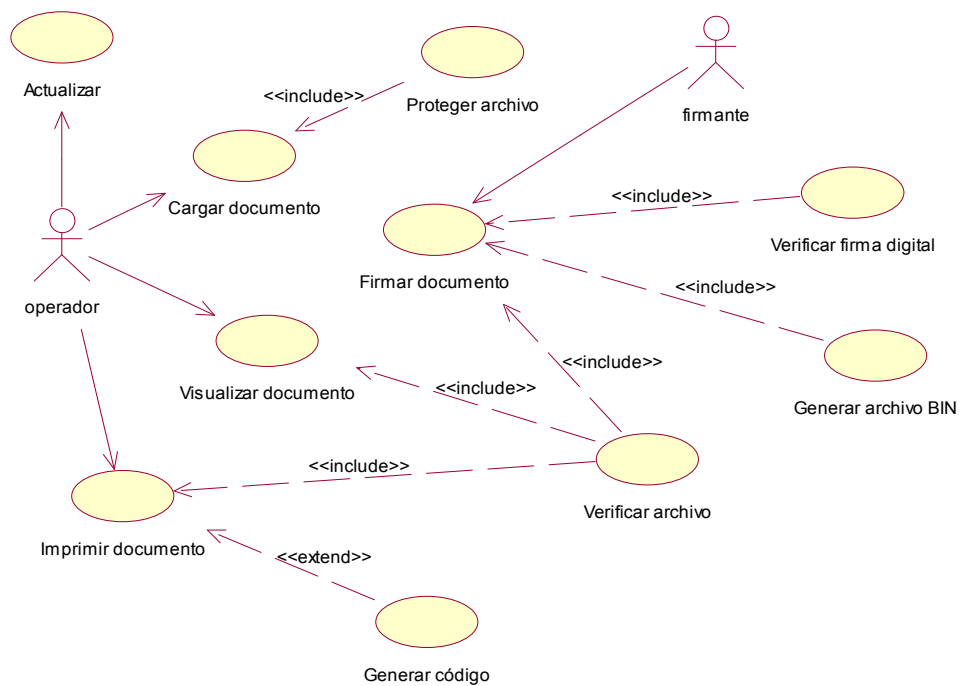 Actualizar
<<include>>
Proteger archivo
firmante
Cargar documento
<<include>>
Verificar firma digital
operador
Firmar documento
<<include>>
Visualizar documento
<<include>>
<<include>>
Generar archivo BIN
<<include>>
Verificar archivo
Imprimir documento
<<extend>>
Generar código